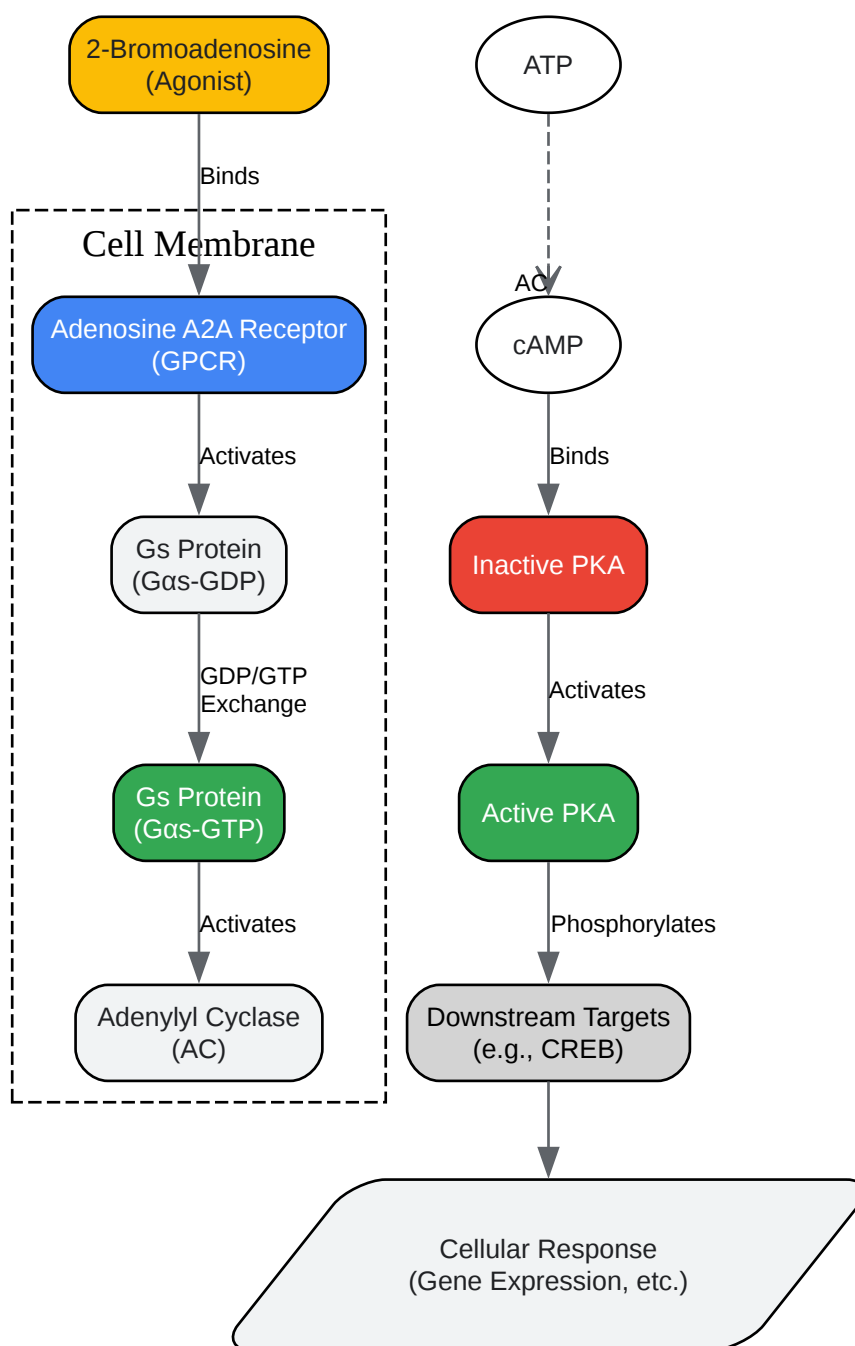 2-Bromoadenosine
(Agonist)
Binds
Cell Membrane
Adenosine A2A Receptor
(GPCR)
Activates
Gs Protein
(Gαs-GDP)
GDP/GTP
Exchange
Gs Protein
(Gαs-GTP)
Activates
Adenylyl Cyclase
(AC)
ATP
AC
cAMP
Binds
Inactive PKA
Activates
Active PKA
Phosphorylates
Downstream Targets
(e.g., CREB)
Cellular Response
(Gene Expression, etc.)